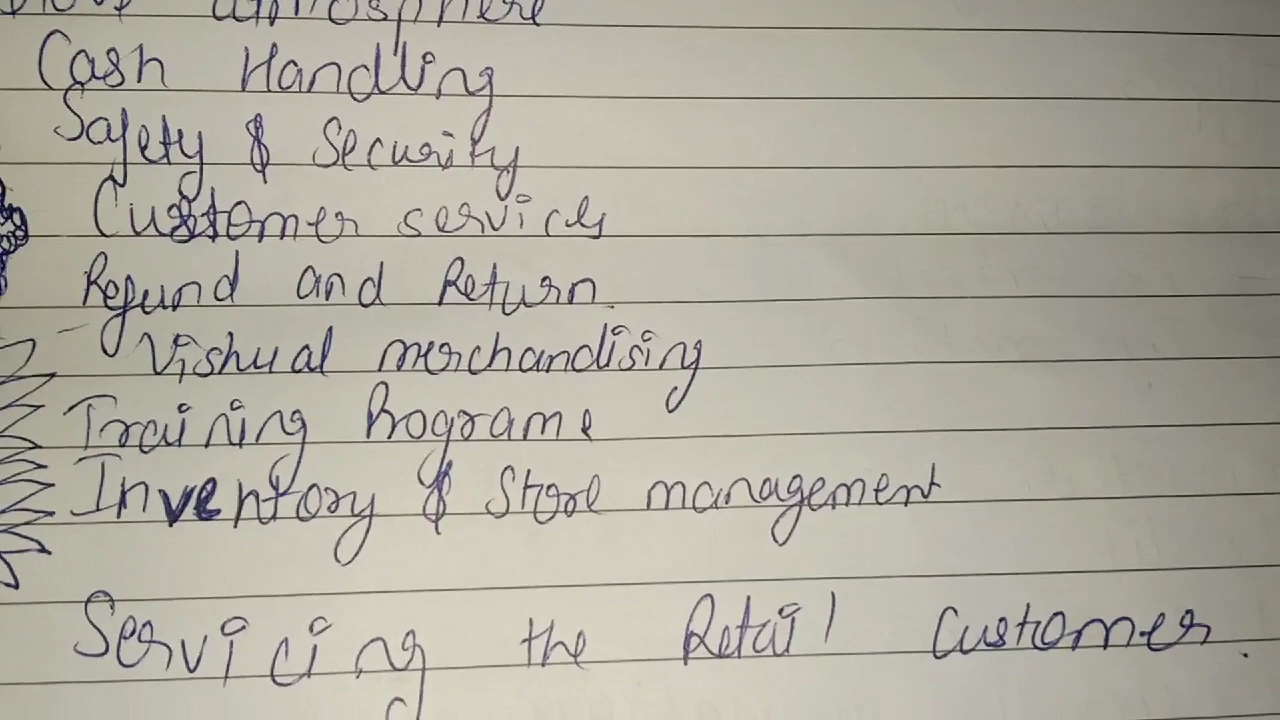 atmosphere
Cash Handling
Safety & Security
Customer services
Refund and Return
Vishual merchandising
Training Programe
Inventory & Store management
Servicing the Retail Customer.